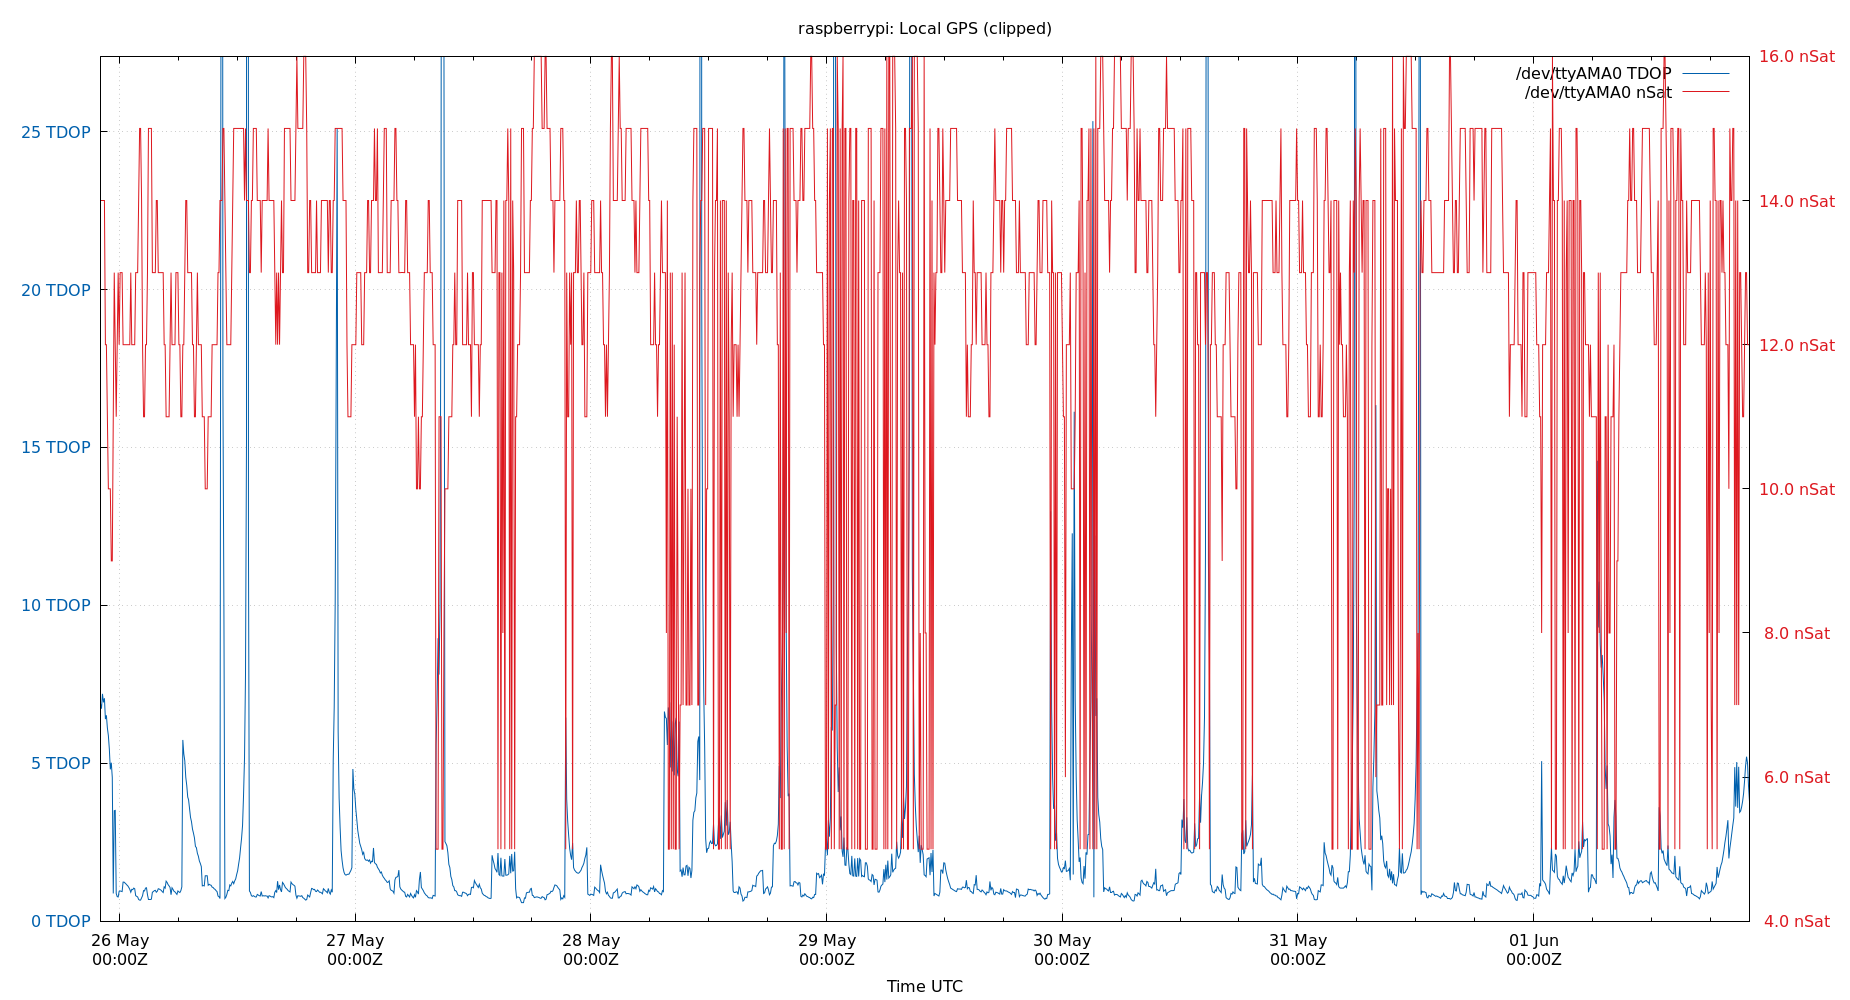 raspberrypi: Local GPS (clipped)
/dev/ttyAMA0 TDOP
/dev/ttyAMA0 nSat
25 TDOP
20 TDOP
15 TDOP
10 TDOP
5 TDOP
0 TDOP
16.0 nSat
14.0 nSat
12.0 nSat
10.0 nSat
8.0 nSat
6.0 nSat
4.0 nSat
26 May
00:00Z
27 May
00:00Z
28 May
00:00Z
29 May
00:00Z
30 May
00:00Z
31 May
00:00Z
01 Jun
00:00Z
Time UTC